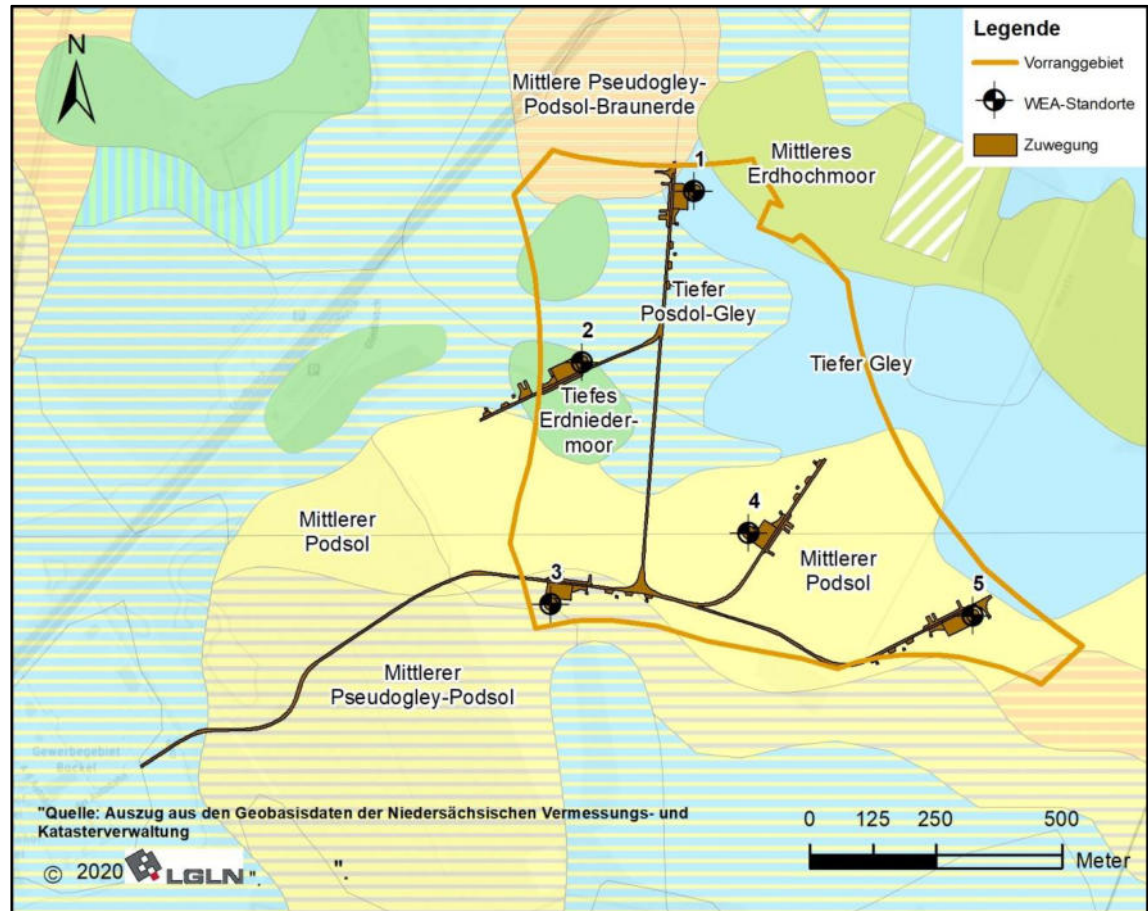 N
Legende
Vorranggebiet
WEA-Standorte
Zuwegung
Mittlere Pseudogley-
Podsol-Braunerde
1
Mittleres
Erdhochmoor
Tiefer
Posdol-Gley
2
Tiefer Gley
Tiefes
Erdnieder-
moor
4
Mittlerer
Podsol
Mittlerer
Podsol
3
5
Mittlerer
Pseudogley-Podsol
Gewerbegebiet
Bockel
"Quelle: Auszug aus den Geobasisdaten der Niedersächsischen Vermessungs- und
Katasterverwaltung
© 2020 LGLN ". ".
0 125 250 500
Meter